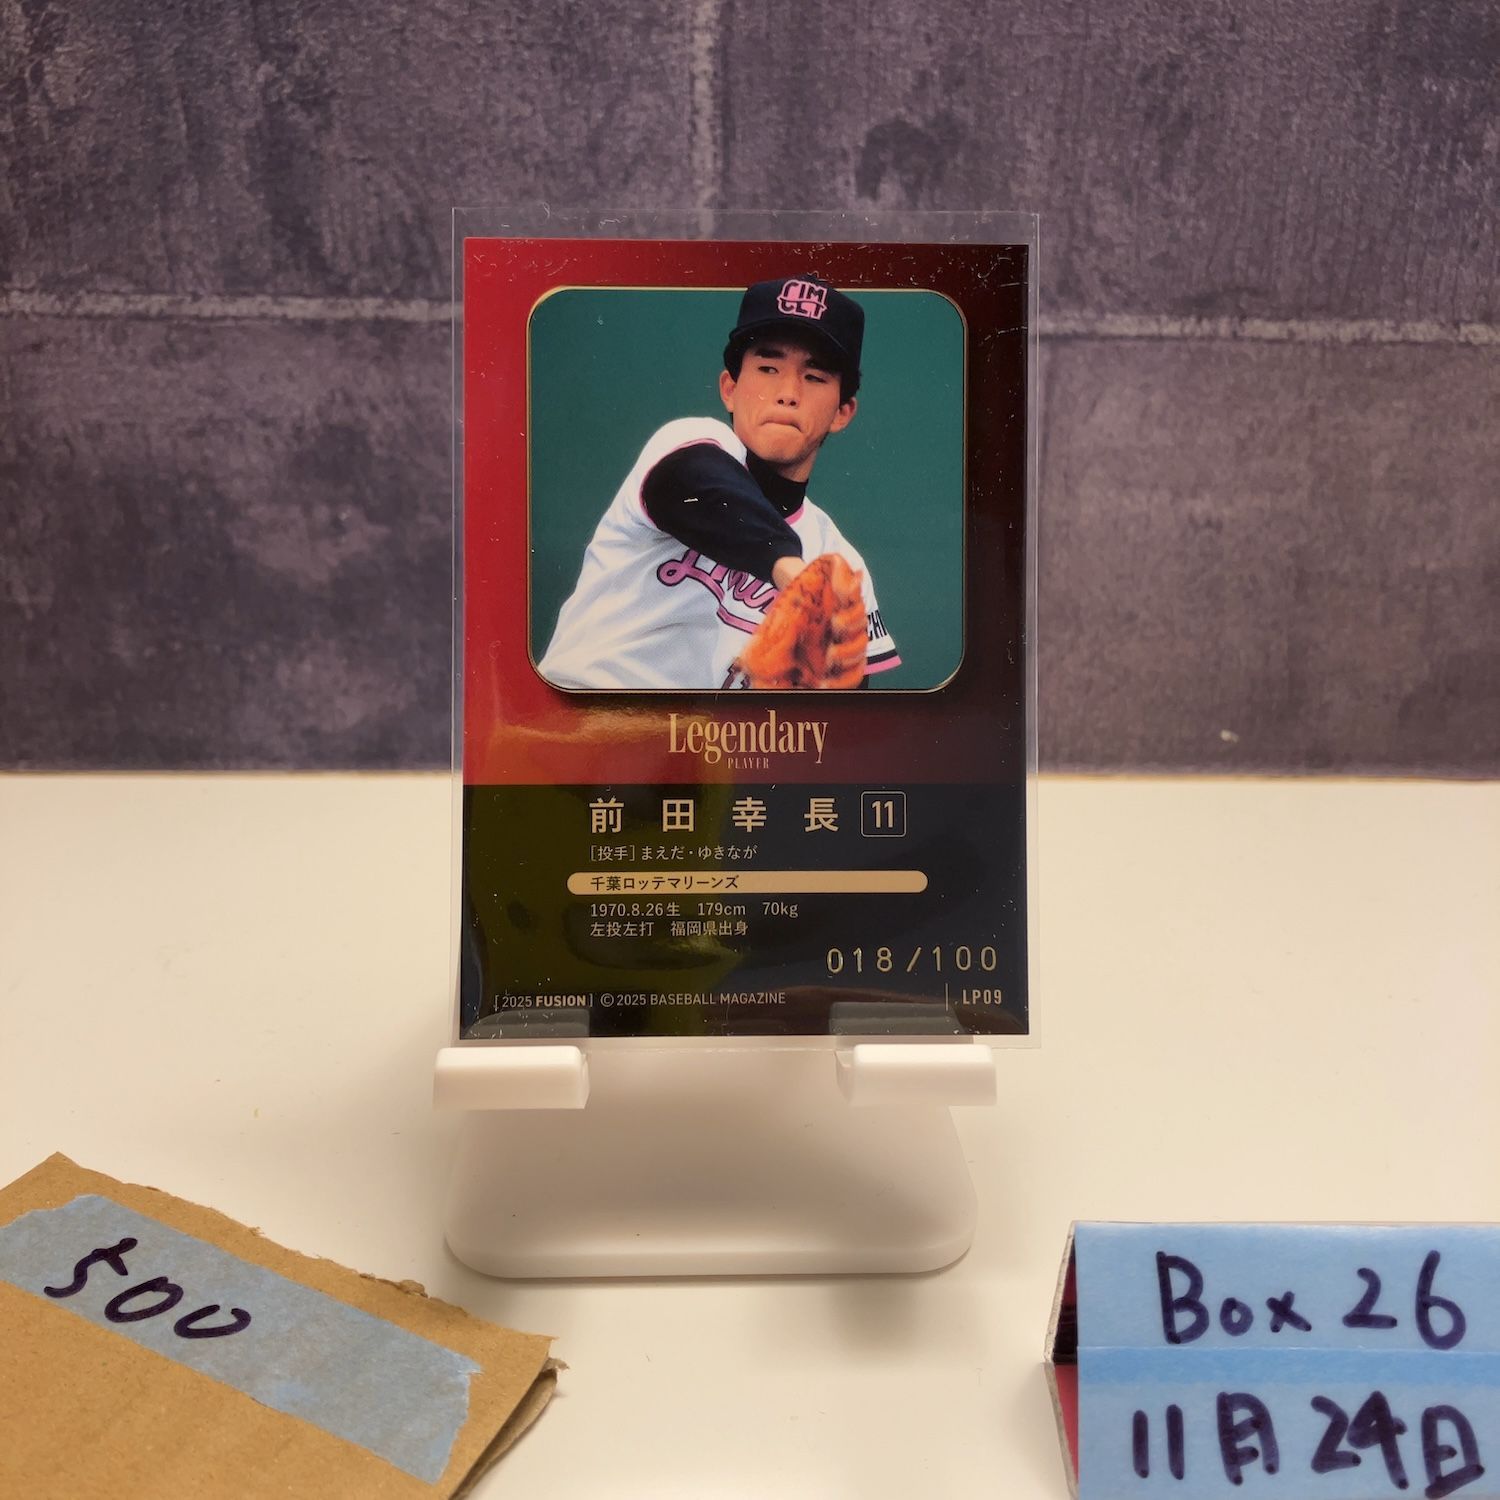 Legendary
PLAYER
前田幸長 11
[投手]まえだ・ゆきなが
千葉ロッテマリーンズ
1970.8.26生 179cm 70kg
左投左打 福岡県出身
018/100
[2025 FUSION] ©2025 BASEBALL MAGAZINE
LP09
500
Box 26
11月24日